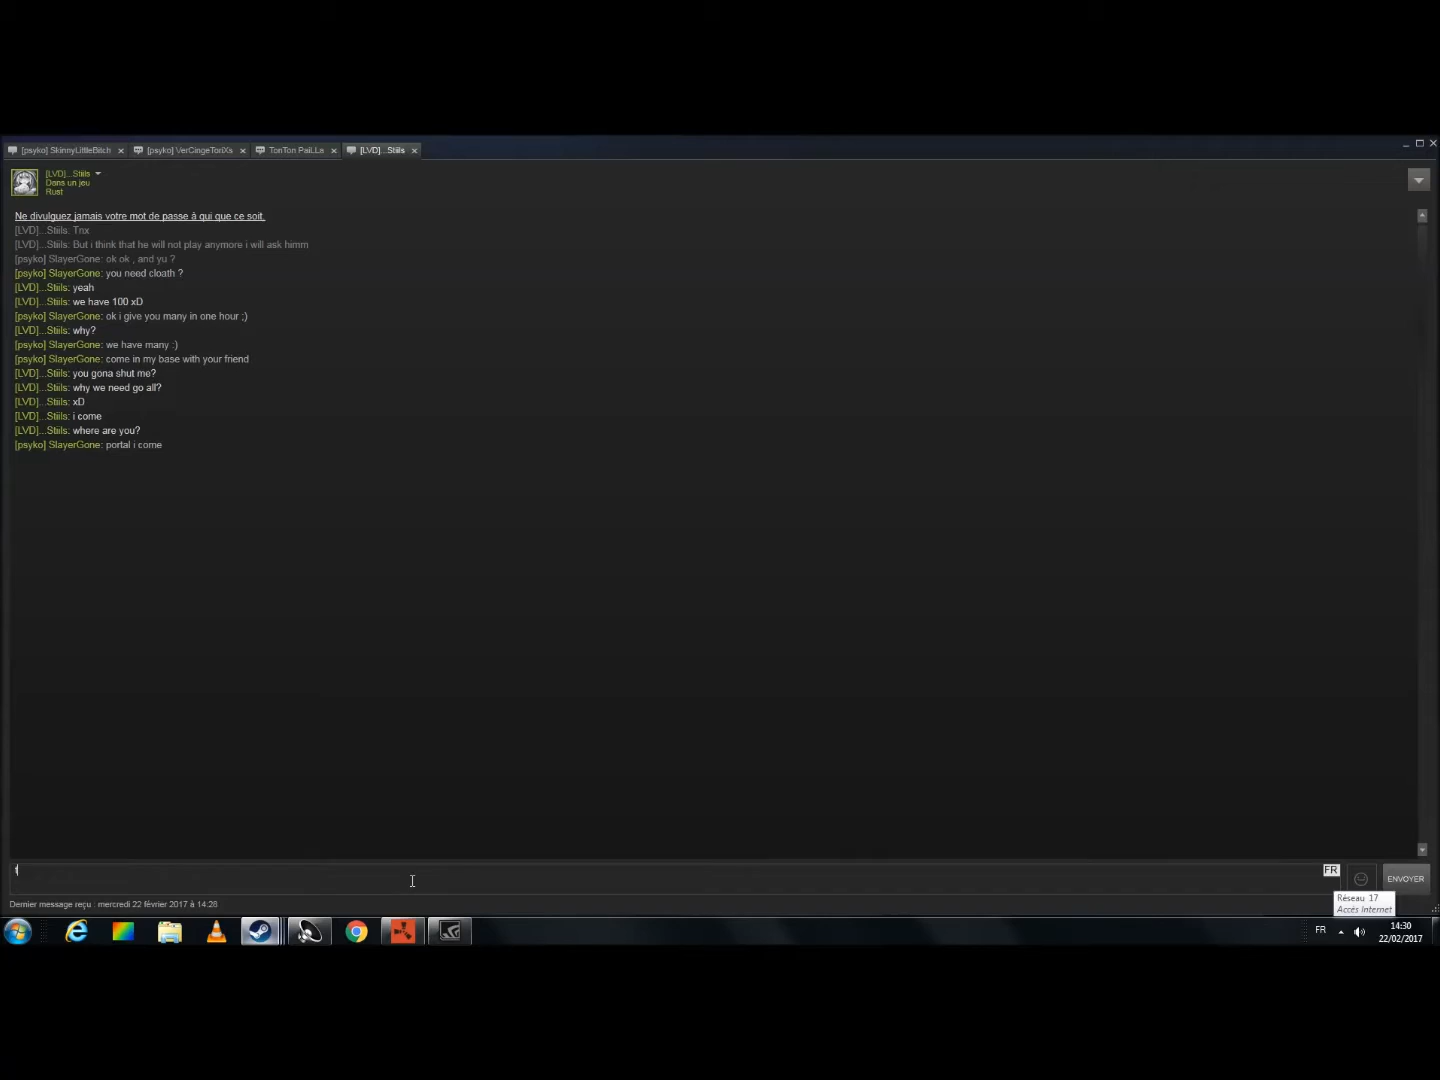 [psyko] SkinnyLittleBitch
[psyko] VerCingeToriXs
TonTon PaiLLe
[LVD]...Stiils
[LVD]...Stiils
Dans un jeu
Rust
Ne divulguez jamais votre mot de passe à qui que ce soit.
[LVD]...Stiils: Tnx
[LVD]...Stiils: But i think that he will not play anymore i will ask himm
[psyko] SlayerGone: ok ok , and yu ?
[psyko] SlayerGone: you need cloath ?
[LVD]...Stiils: yeah
[LVD]...Stiils: we have 100 xD
[psyko] SlayerGone: ok i give you many in one hour ;)
[LVD]...Stiils: why?
[psyko] SlayerGone: we have many :)
[psyko] SlayerGone: come in my base with your friend
[LVD]...Stiils: you gona shut me?
[LVD]...Stiils: why we need go all?
[LVD]...Stiils: xD
[LVD]...Stiils: i come
[LVD]...Stiils: where are you?
[psyko] SlayerGone: portal i come
FR
ENVOYER
Réseau 17
Accès Internet
Dernier message reçu : mercredi 22 février 2017 à 14:28
FR
14:30
22/02/2017